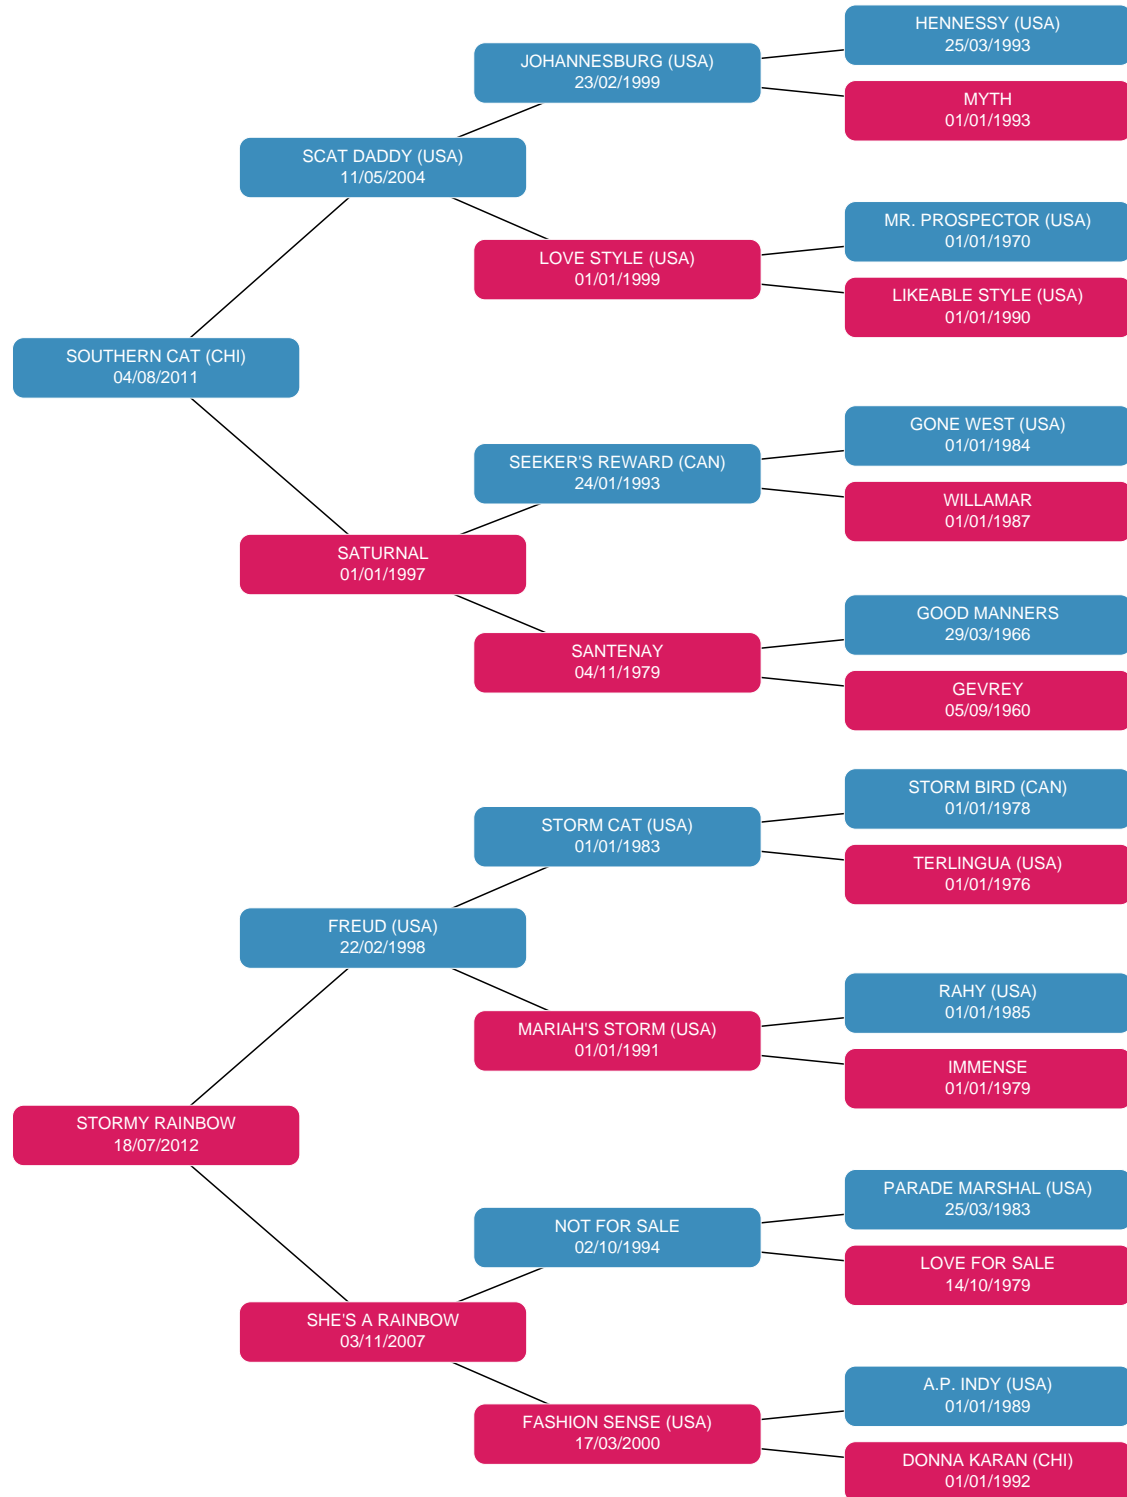 HENNESSY (USA)
25/03/1993
JOHANNESBURG (USA)
23/02/1999
MYTH
01/01/1993
SCAT DADDY (USA)
11/05/2004
MR. PROSPECTOR (USA)
01/01/1970
LOVE STYLE (USA)
01/01/1999
LIKEABLE STYLE (USA)
01/01/1990
SOUTHERN CAT (CHI)
04/08/2011
GONE WEST (USA)
01/01/1984
SEEKER'S REWARD (CAN)
24/01/1993
WILLAMAR
01/01/1987
SATURNAL
01/01/1997
GOOD MANNERS
29/03/1966
SANTENAY
04/11/1979
GEVREY
05/09/1960
STORM BIRD (CAN)
01/01/1978
STORM CAT (USA)
01/01/1983
TERLINGUA (USA)
01/01/1976
FREUD (USA)
22/02/1998
RAHY (USA)
01/01/1985
MARIAH'S STORM (USA)
01/01/1991
IMMENSE
01/01/1979
STORMY RAINBOW
18/07/2012
PARADE MARSHAL (USA)
25/03/1983
NOT FOR SALE
02/10/1994
LOVE FOR SALE
14/10/1979
SHE'S A RAINBOW
03/11/2007
A.P. INDY (USA)
01/01/1989
FASHION SENSE (USA)
17/03/2000
DONNA KARAN (CHI)
01/01/1992